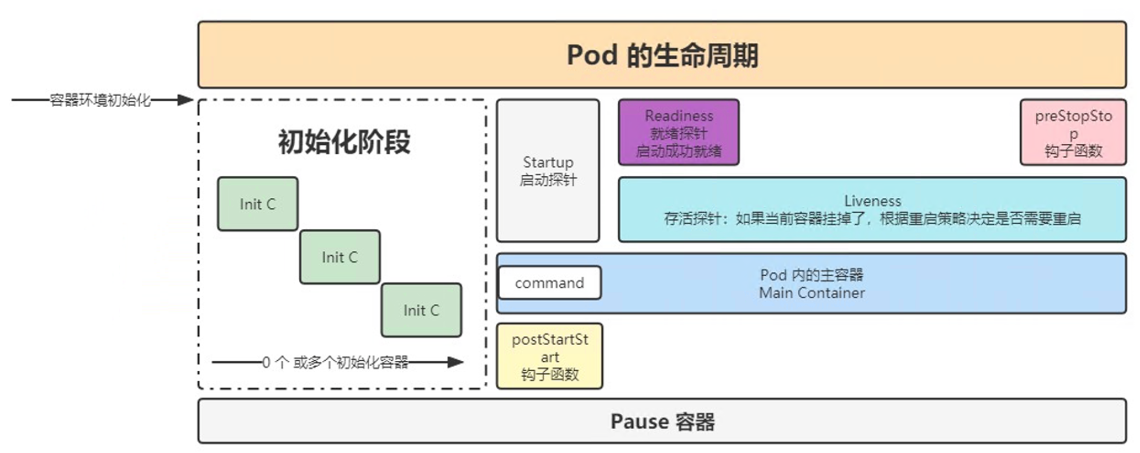 Pod 的生命周期
容器环境初始化
初始化阶段
Init C
Init C
Init C
0 个 或多个初始化容器
Startup
启动探针
Readiness
就绪探针
启动成功就绪
preStopSto
p
钩子函数
Liveness
存活探针：如果当前容器挂掉了，根据重启策略决定是否需要重启
command
Pod 内的主容器
Main Container
postStartSt
art
钩子函数
Pause 容器